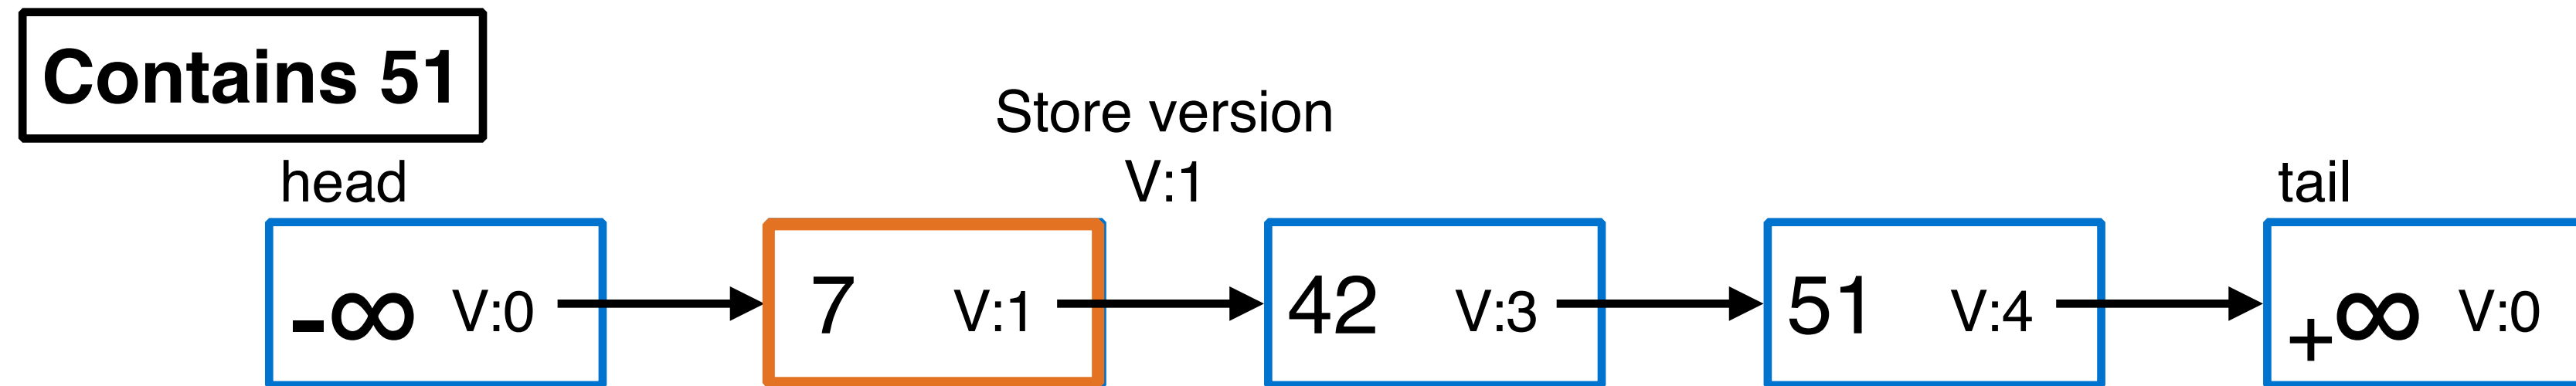 Contains 51
Store version
V:1
head
tail
-∞ V:0
7 V:1
42 V:3
51 V:4
+∞ V:0